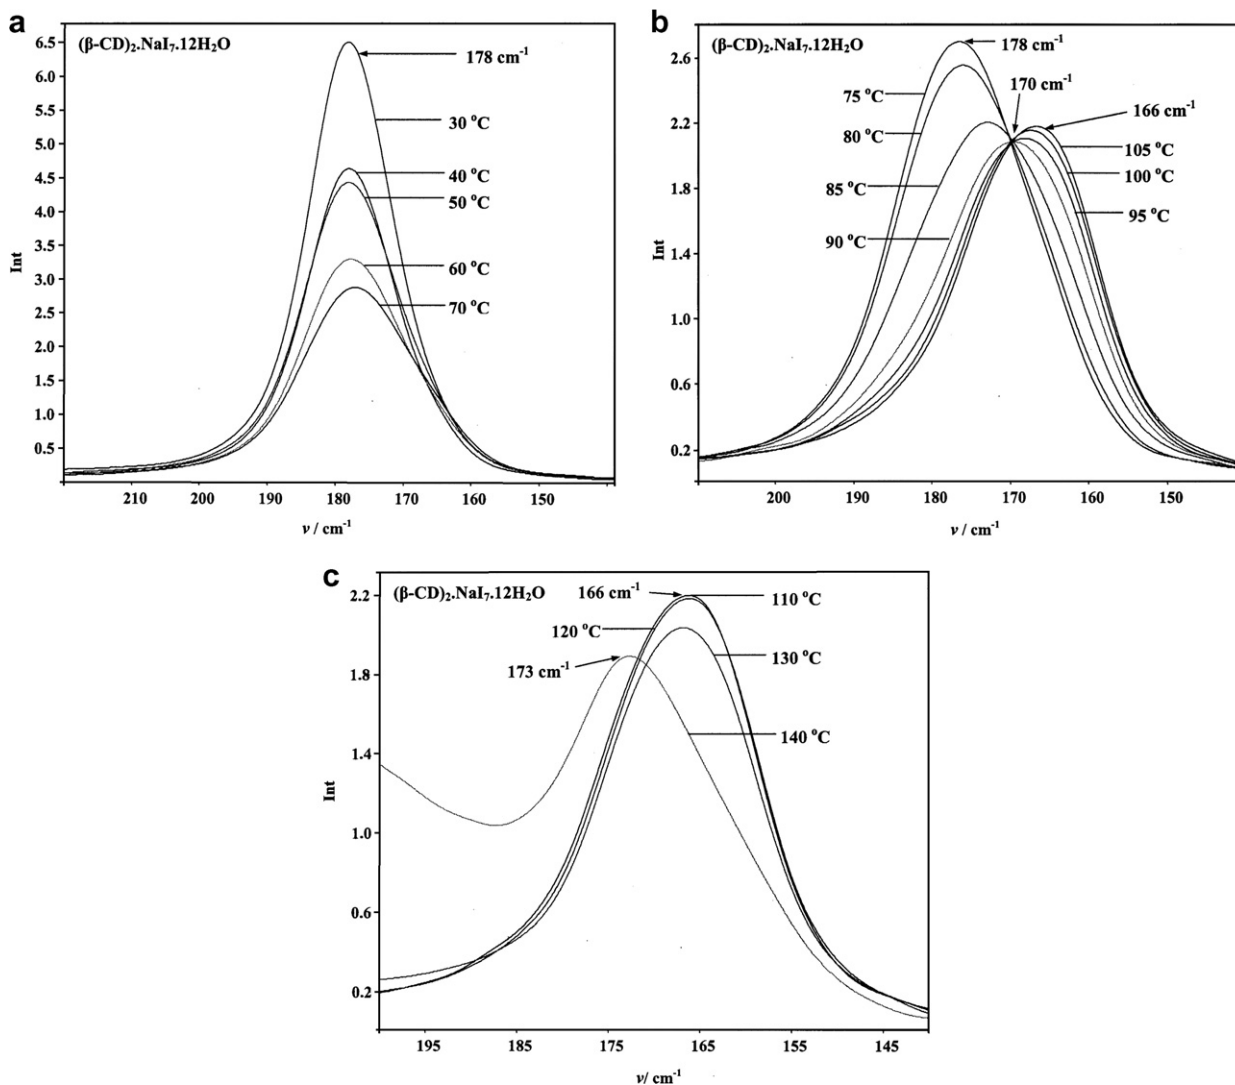 a
(β-CD)₂.NaI₇.12H₂O
178 cm⁻¹
30 °C
40 °C
50 °C
60 °C
70 °C
6.5
6.0
5.5
5.0
4.5
4.0
3.5
3.0
2.5
2.0
1.5
1.0
0.5
Int
210
200
190
180
170
160
150
ν / cm⁻¹
b
(β-CD)₂.NaI₇.12H₂O
178 cm⁻¹
170 cm⁻¹
166 cm⁻¹
75 °C
80 °C
85 °C
90 °C
105 °C
100 °C
95 °C
2.6
2.2
1.8
1.4
1.0
0.6
0.2
Int
200
190
180
170
160
150
ν / cm⁻¹
c
(β-CD)₂.NaI₇.12H₂O
166 cm⁻¹
110 °C
120 °C
130 °C
173 cm⁻¹
140 °C
2.2
1.8
1.4
1.0
0.6
0.2
Int
195
185
175
165
155
145
ν/ cm⁻¹